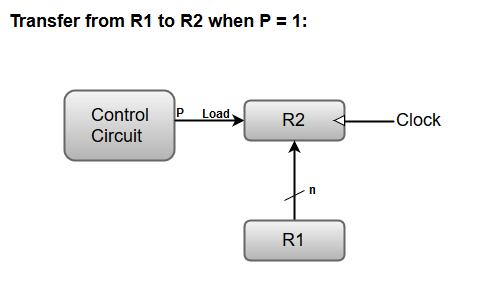 Transfer from R1 to R2 when P = 1:
Control
Circuit
P
Load
R2
Clock
n
R1